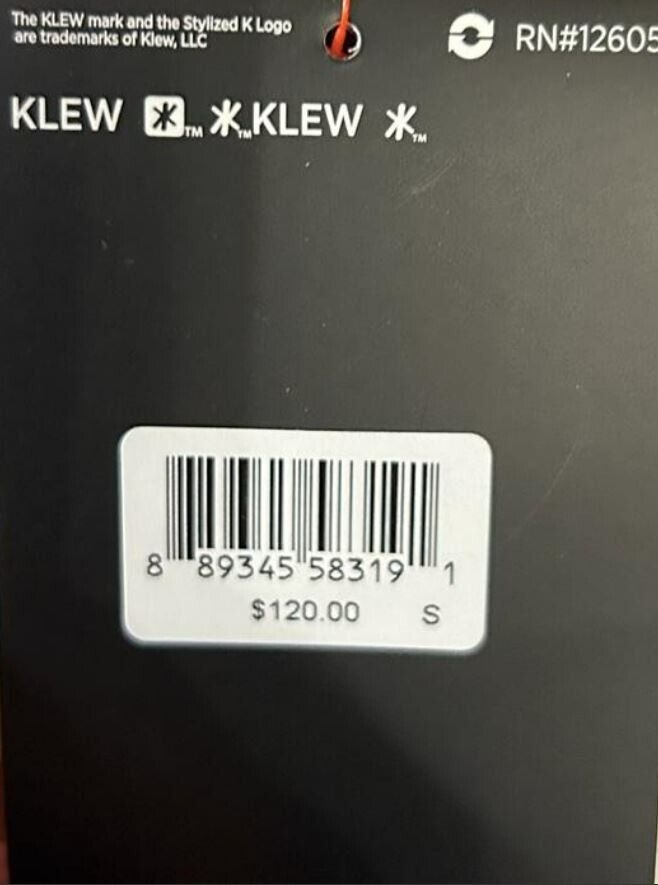 The KLEW mark and the Stylized K Logo
are trademarks of Klew, LLC
RN#12605
KLEW TM TM KLEW TM
8 89345 58319 1
$120.00 S